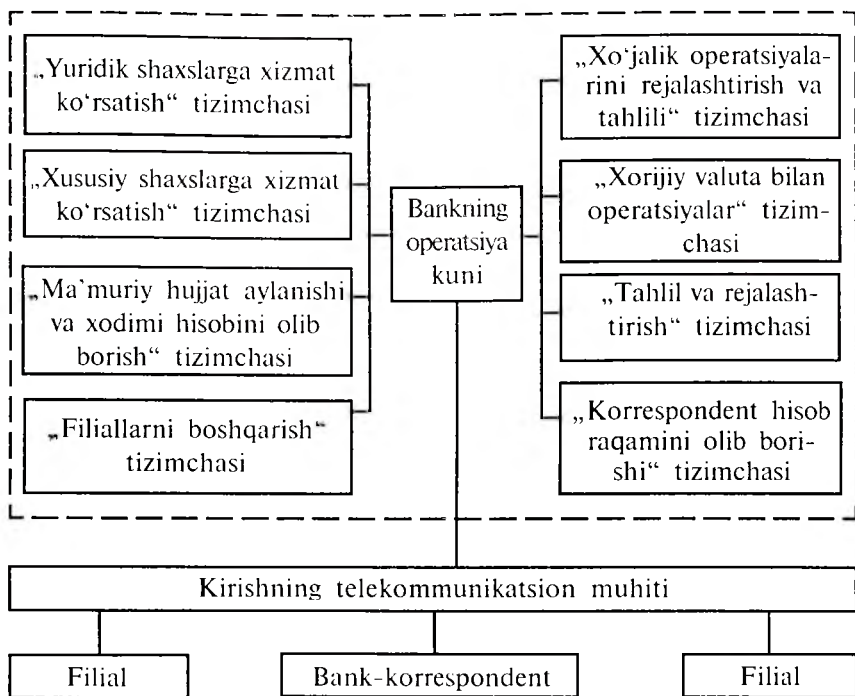 „Yuridik shaxslarga xizmat
ko‘rsatish“ tizimchasi
„Xususiy shaxslarga xizmat
ko‘rsatish“ tizimchasi
„Ma’muriy hujjat aylanishi
va xodimi hisobini olib
borish“ tizimchasi
„Filiallarni boshqarish“
tizimchasi
Bankning
operatsiya
kuni
„Xo‘jalik operatsiyala-
rini rejalashtirish va
tahlili“ tizimchasi
„Xorijiy valuta bilan
operatsiyalar“ tizim-
chasi
„Tahlil va rejalash-
tirish“ tizimchasi
„Korrespondent hisob
raqamini olib bori-
shi“ tizimchasi
Kirishning telekommunikatsion muhiti
Filial
Bank-korrespondent
Filial